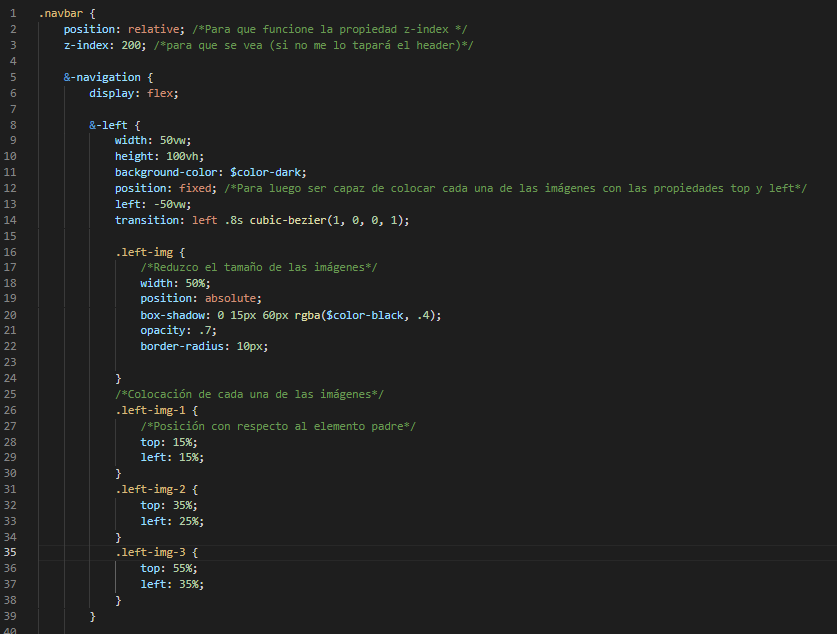 1 .navbar {
2 position: relative; /*Para que funcione la propiedad z-index */
3 z-index: 200; /*para que se vea (si no me lo tapará el header)*/
4
5 &-navigation {
6 display: flex;
7
8 &-left {
9 width: 50vw;
10 height: 100vh;
11 background-color: $color-dark;
12 position: fixed; /*Para luego ser capaz de colocar cada una de las imágenes con las propiedades top y left*/
13 left: -50vw;
14 transition: left .8s cubic-bezier(1, 0, 0, 1);
15
16 .left-img {
17 /*Reduzco el tamaño de las imágenes*/
18 width: 50%;
19 position: absolute;
20 box-shadow: 0 15px 60px rgba($color-black, .4);
21 opacity: .7;
22 border-radius: 10px;
23
24 }
25 /*Colocación de cada una de las imágenes*/
26 .left-img-1 {
27 /*Posición con respecto al elemento padre*/
28 top: 15%;
29 left: 15%;
30 }
31 .left-img-2 {
32 top: 35%;
33 left: 25%;
34 }
35 .left-img-3 {
36 top: 55%;
37 left: 35%;
38 }
39 }
40